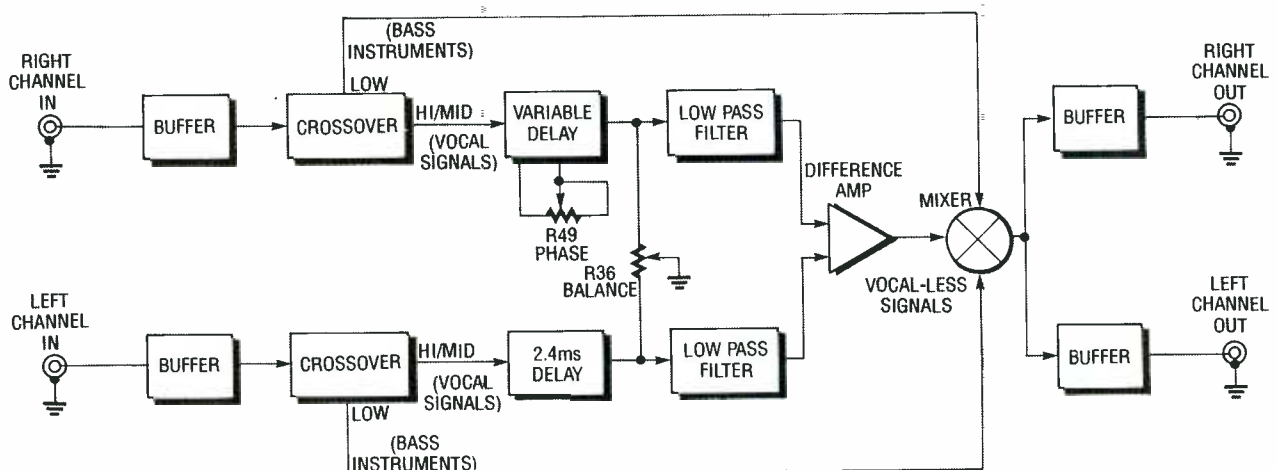 (BASS
INSTRUMENTS)
RIGHT
CHANNEL
IN
BUFFER
CROSSOVER
LOW
HI/MID
(VOCAL
SIGNALS)
VARIABLE
DELAY
R49
PHASE
LOW PASS
FILTER
DIFFERENCE
AMP
MIXER
BUFFER
RIGHT
CHANNEL
OUT
R36
BALANCE
VOCAL-LESS
SIGNALS
LEFT
CHANNEL
IN
BUFFER
CROSSOVER
LOW
HI/MID
(VOCAL
SIGNALS)
2.4ms
DELAY
LOW PASS
FILTER
BUFFER
LEFT
CHANNEL
OUT
(BASS
INSTRUMENTS)